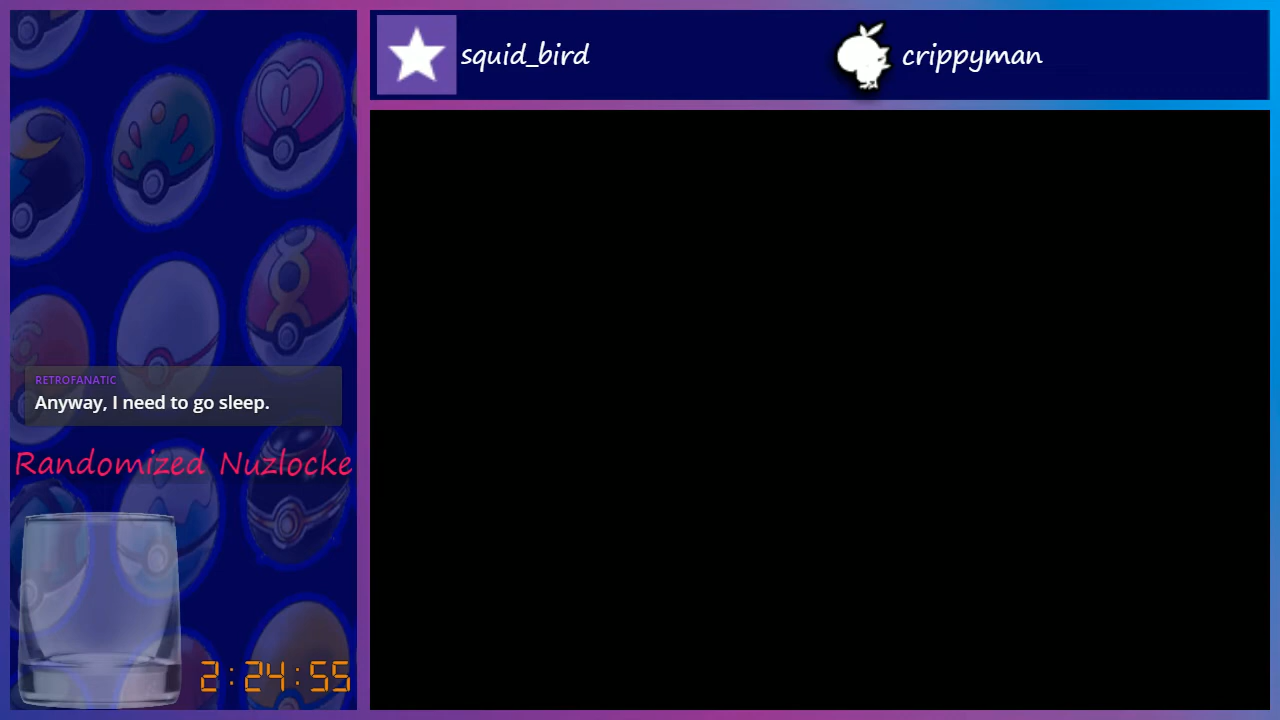 squid_bird
crippyman
RETROFANATIC
Anyway, I need to go sleep.
Randomized Nuzlocke
2:24:55